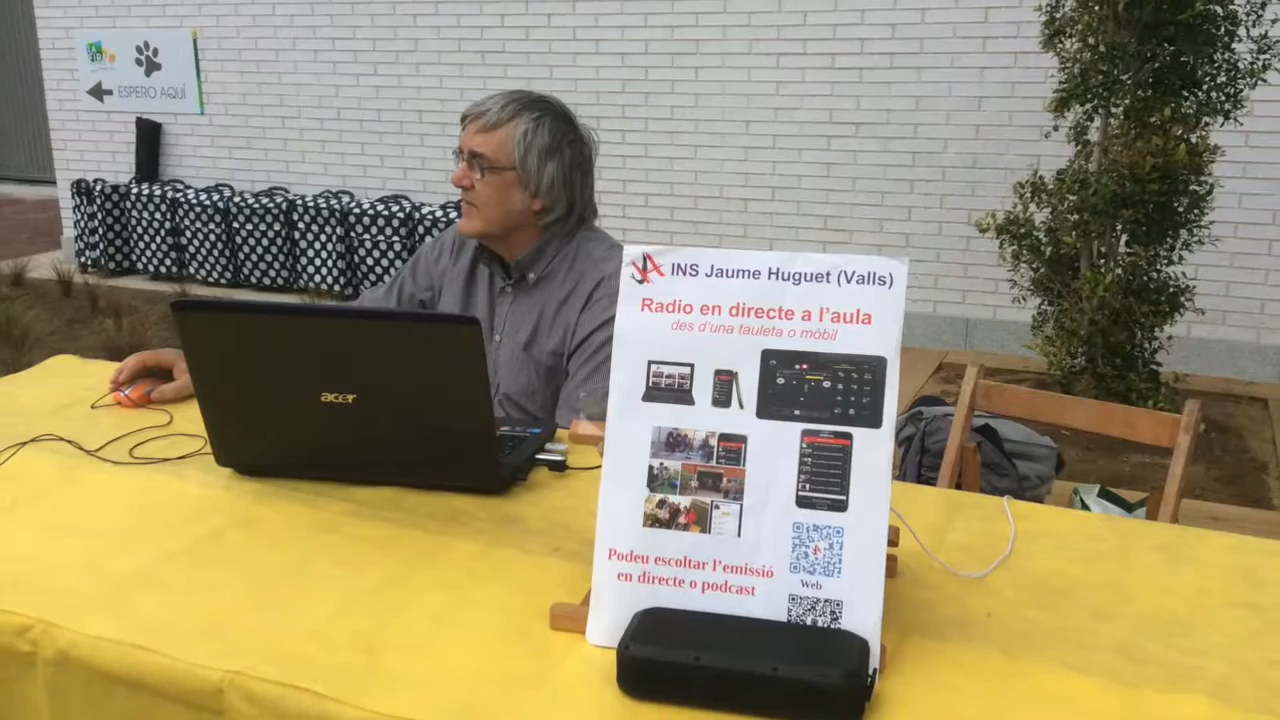 ESPERO AQUÍ
INS Jaume Huguet (Valls)
Radio en directe a l'aula
des d'una tauleta o mòbil
acer
Podeu escoltar l'emissió
en directe o podcast
Web